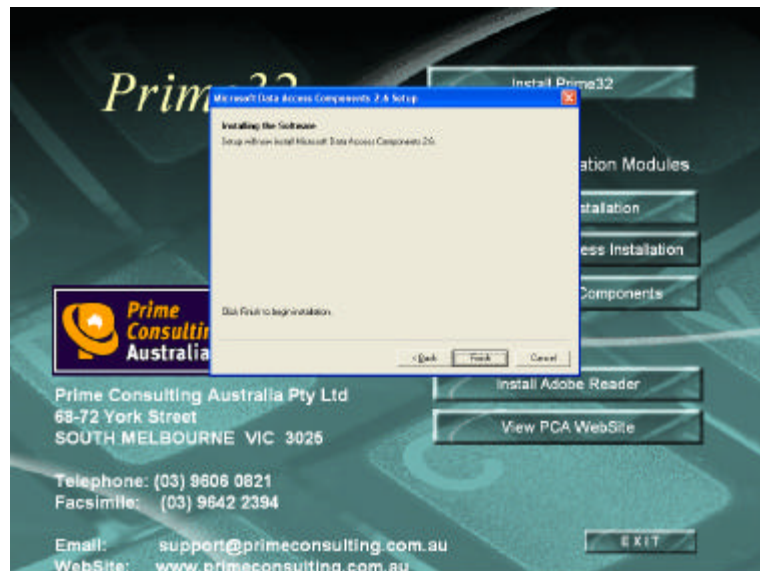 Prime32
Install Prime32
Microsoft Data Access Components 2.6 Setup
Installing the Software
Setup will now install Microsoft Data Access Components 2.6.
ation Modules
stallation
ess Installation
Components
Prime
Consultin
Australia
Click Finish to begin installation.
< Back
Finish
Cancel
Install Adobe Reader
View PCA WebSite
Prime Consulting Australia Pty Ltd
68-72 York Street
SOUTH MELBOURNE VIC 3025
Telephone: (03) 9606 0821
Facsimile: (03) 9642 2394
Email: support@primeconsulting.com.au
WebSite: www.primeconsulting.com.au
EXIT